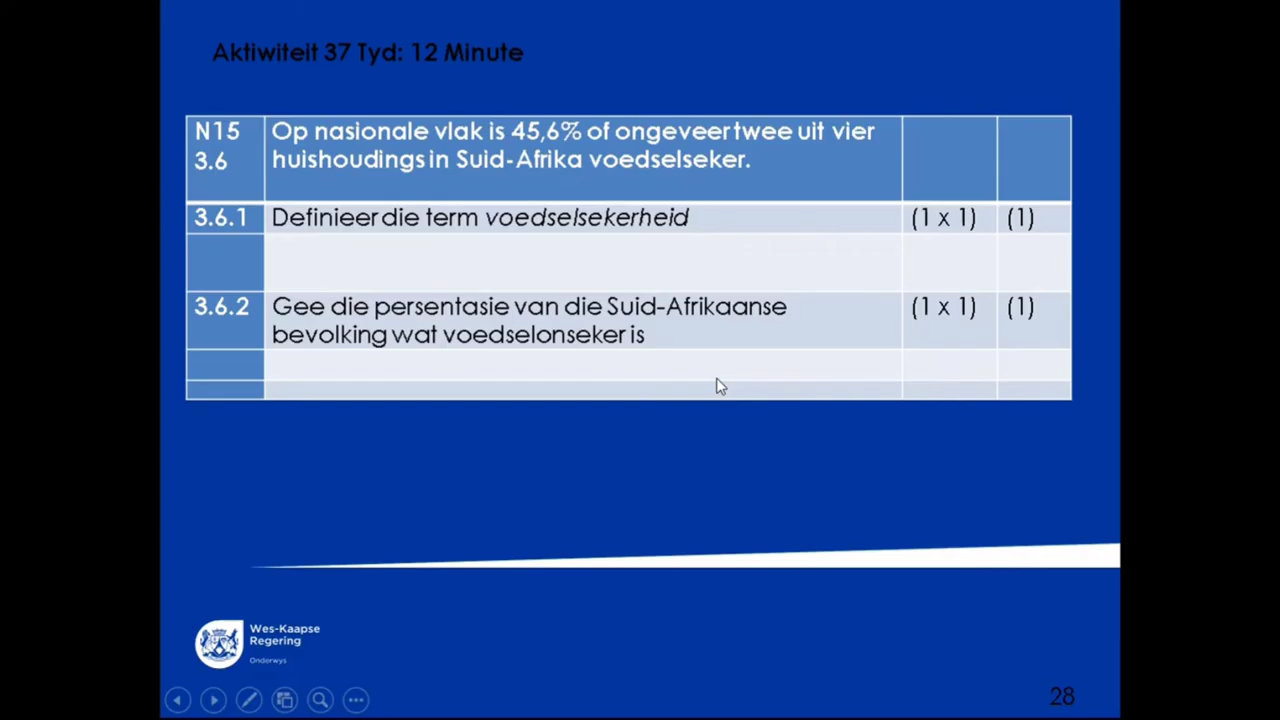 Aktiwiteit 37 Tyd: 12 Minute
N15 Op nasionale vlak is 45,6% of ongeveer twee uit vier
3.6 huishoudings in Suid-Afrika voedselseker.
3.6.1 Definieer die term voedselsekerheid (1 x 1) (1)
3.6.2 Gee die persentasie van die Suid-Afrikaanse (1 x 1) (1)
bevolking wat voedselonseker is
Wes-Kaapse
Regering
Onderwys
28